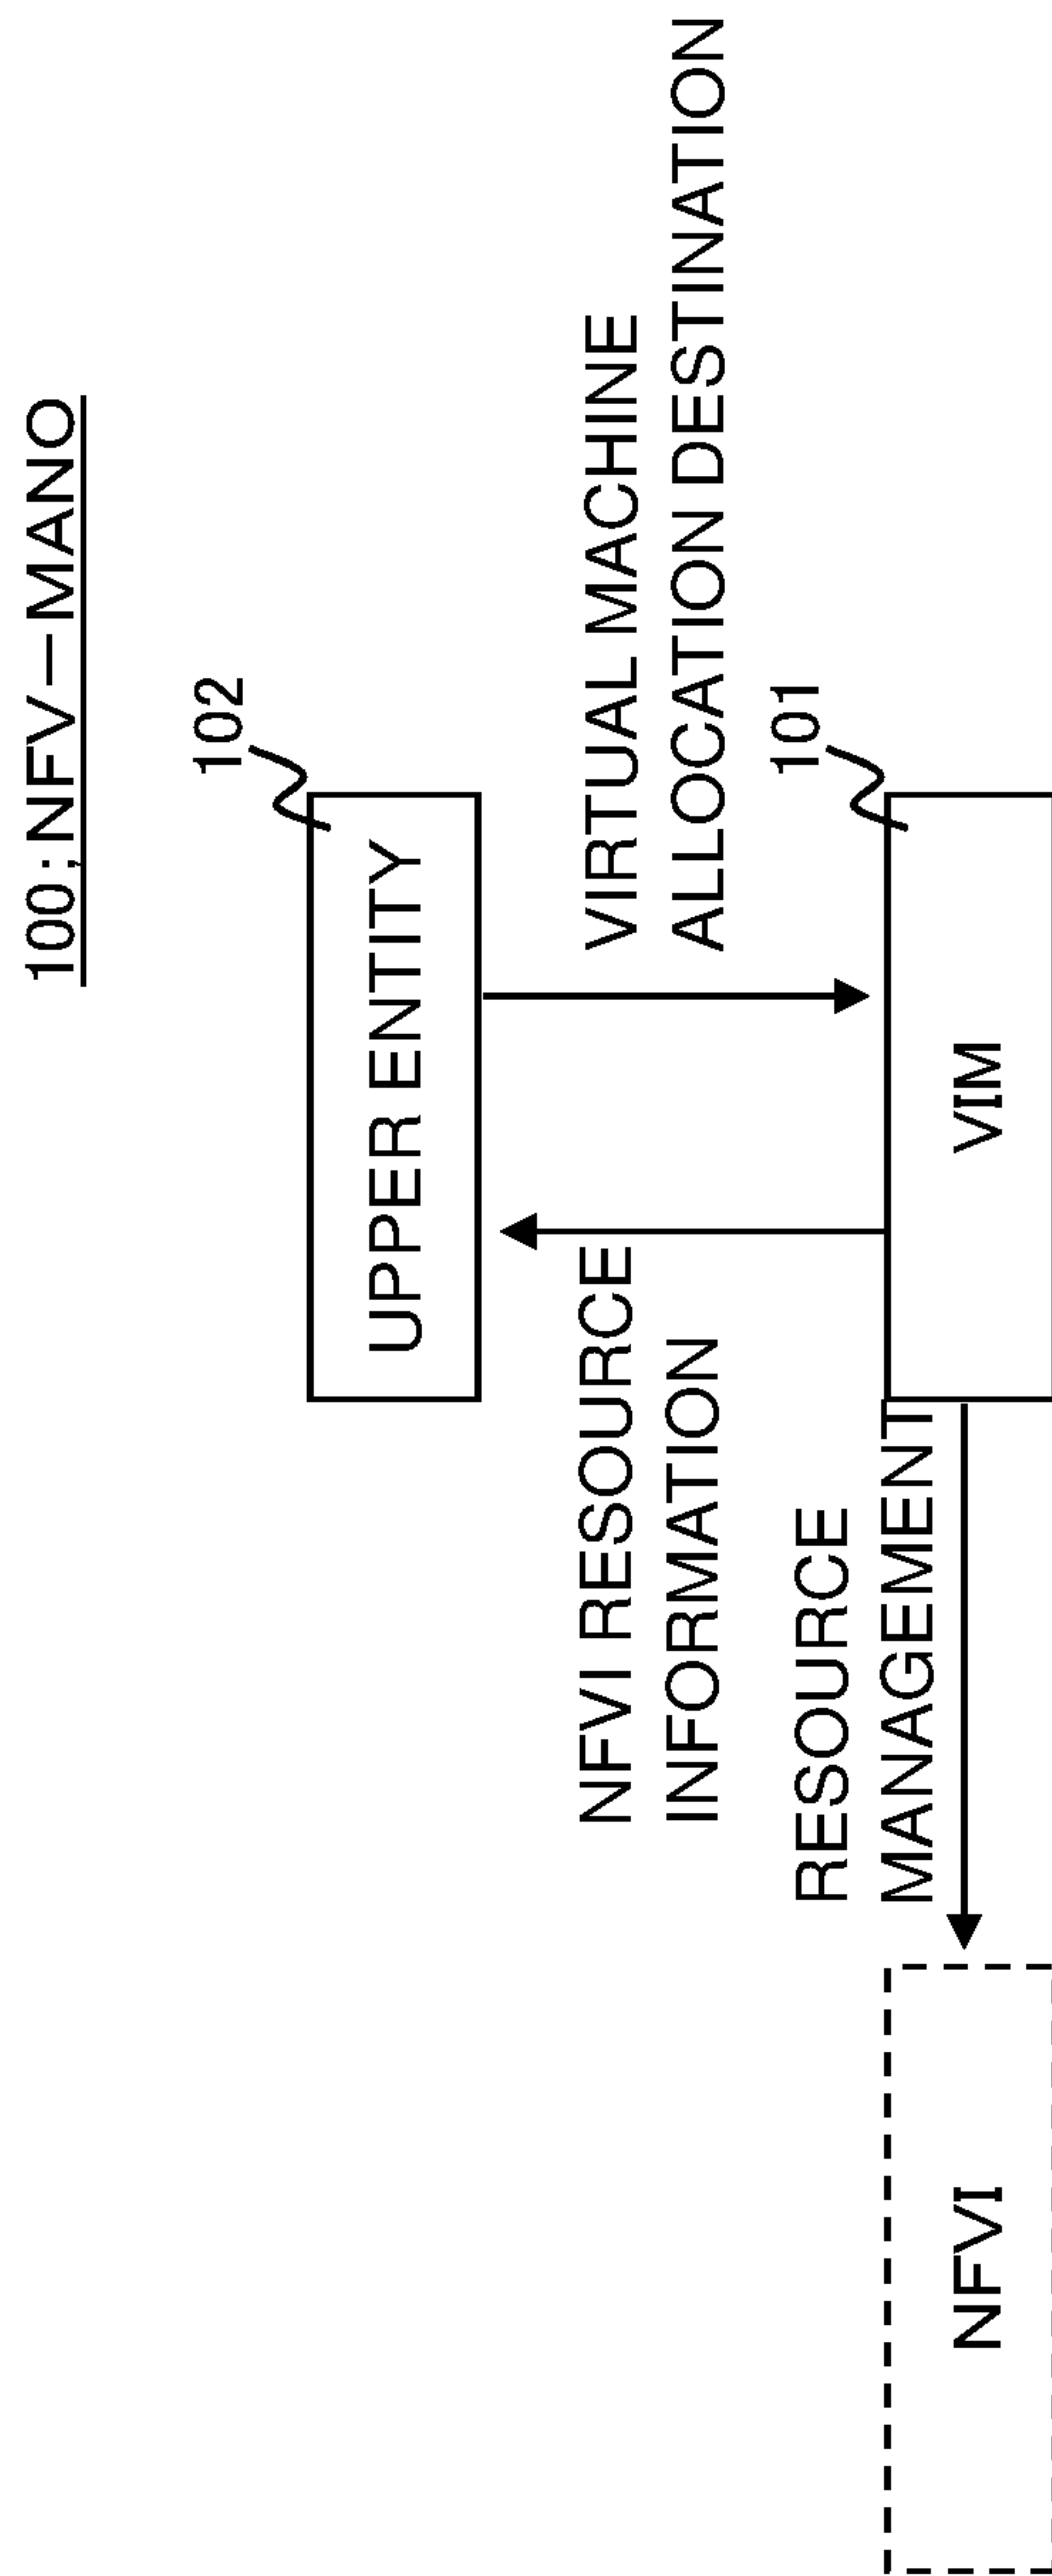 100:NFV-MANO
102
UPPER ENTITY
NFVI RESOURCE
INFORMATION
VIRTUAL MACHINE
ALLOCATION DESTINATION
101
RESOURCE
MANAGEMENT
NFVI
VIM